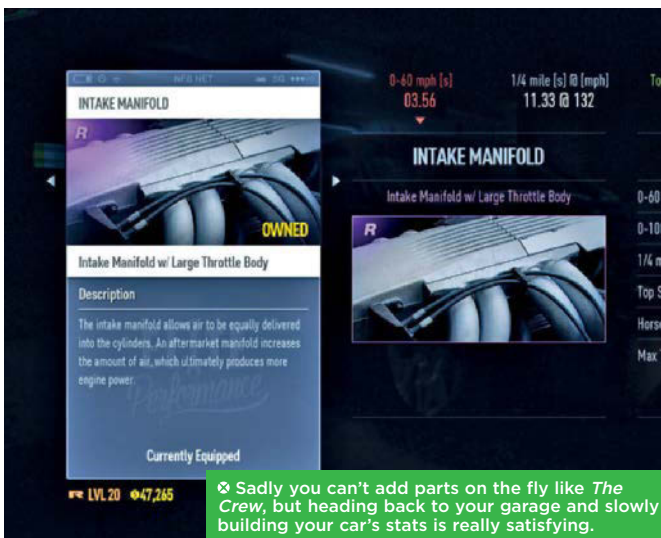 NFS NET
INTAKE MANIFOLD
R
OWNED
Intake Manifold w/ Large Throttle Body
Description
The intake manifold allows air to be equally delivered
into the cylinders. An aftermarket manifold increases
the amount of air, which ultimately produces more
engine power.
Performance
Currently Equipped
LVL 20 47,265
0-60 mph [s]
03.56
1/4 mile [s] @ [mph]
11.33 @ 132
INTAKE MANIFOLD
Intake Manifold w/ Large Throttle Body
R
To
0-60
0-10
1/4 m
Top S
Horse
Max
Sadly you can't add parts on the fly like The
Crew, but heading back to your garage and slowly
building your car's stats is really satisfying.